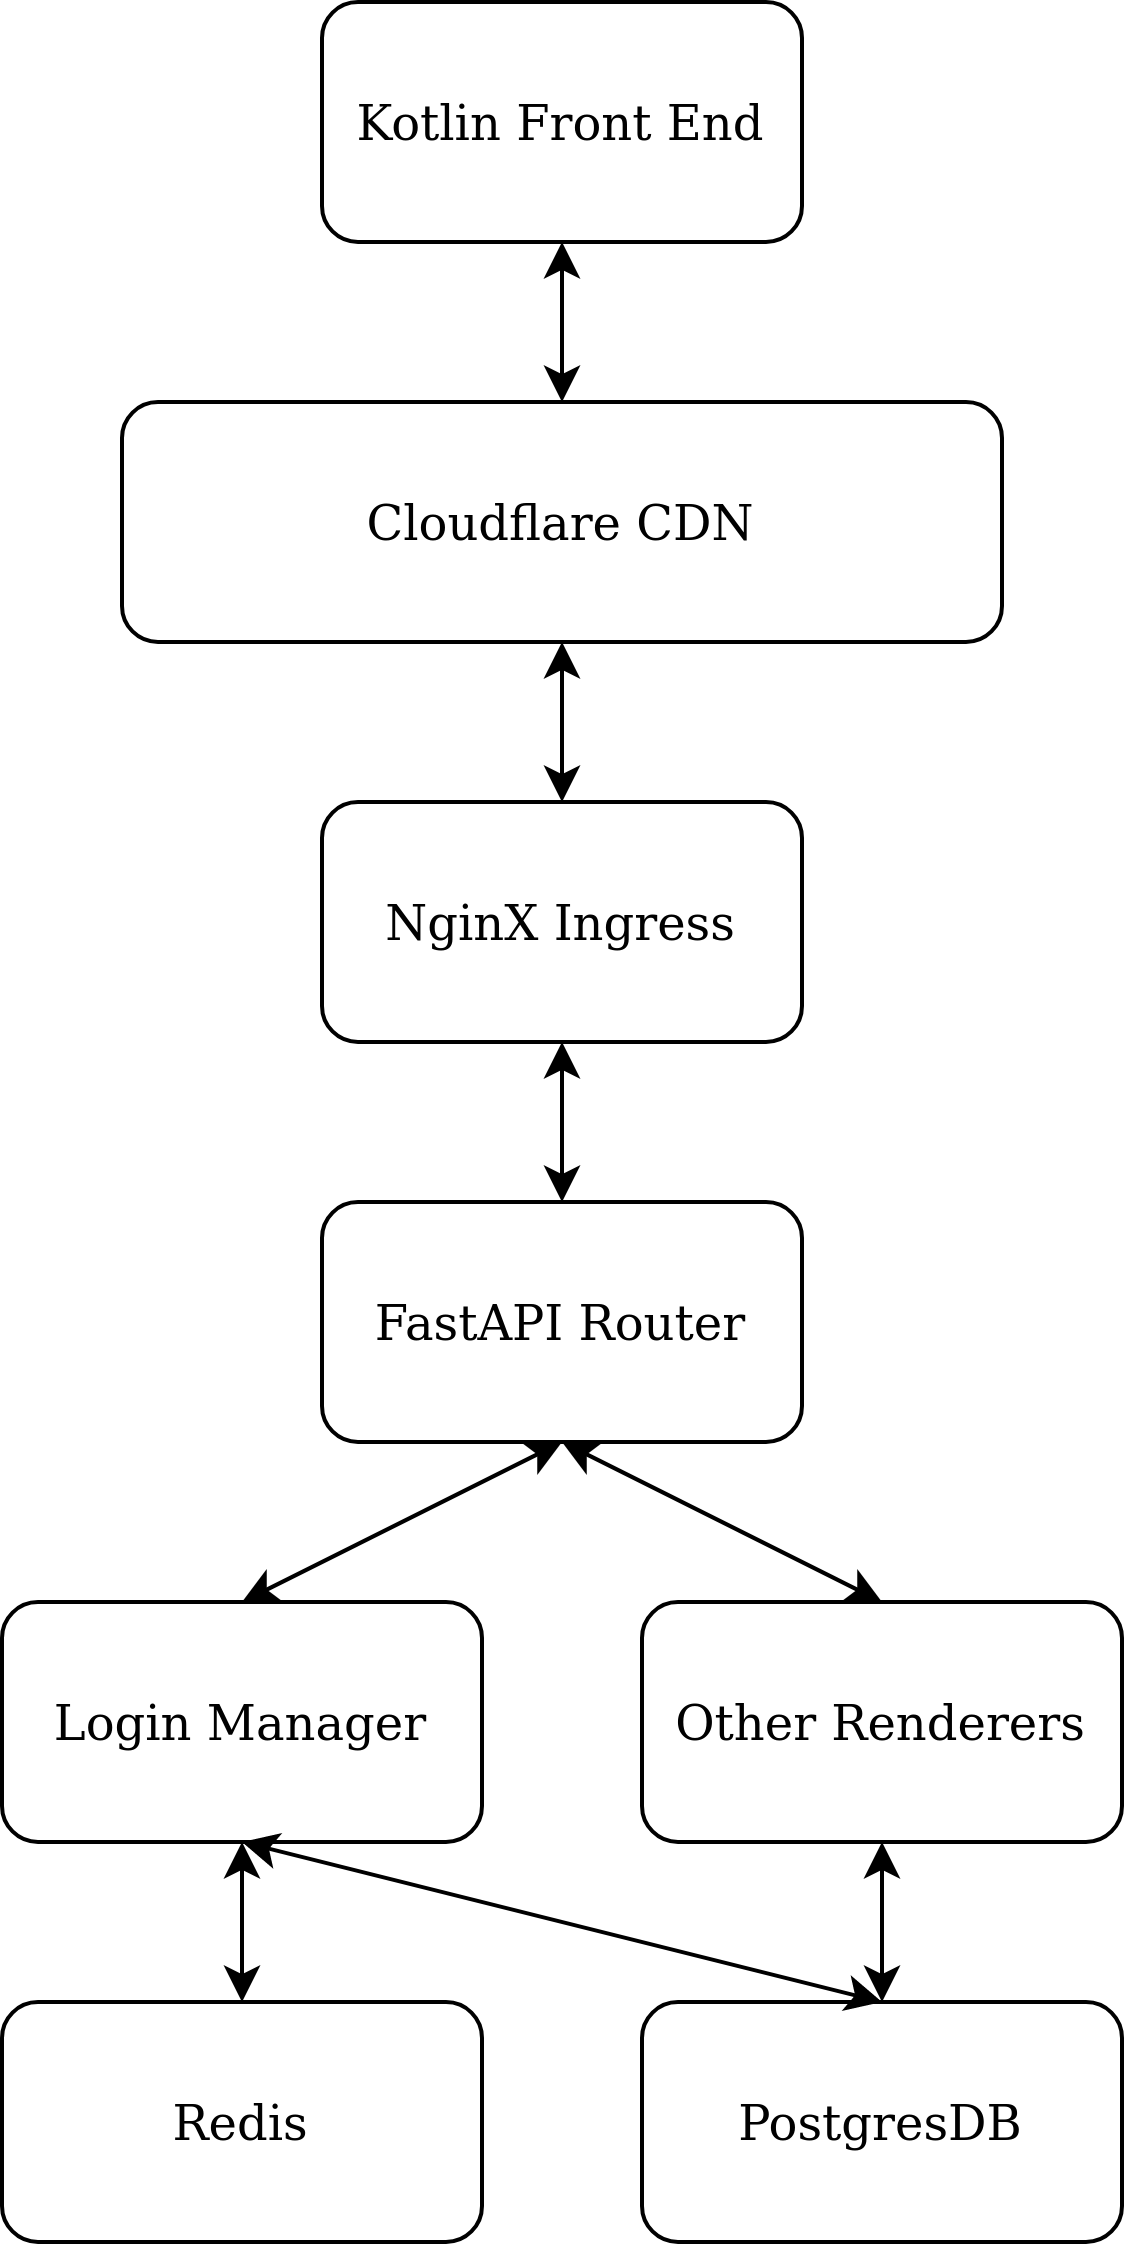 Kotlin Front End
Cloudflare CDN
NginX Ingress
FastAPI Router
Login Manager
Other Renderers
Redis
PostgresDB